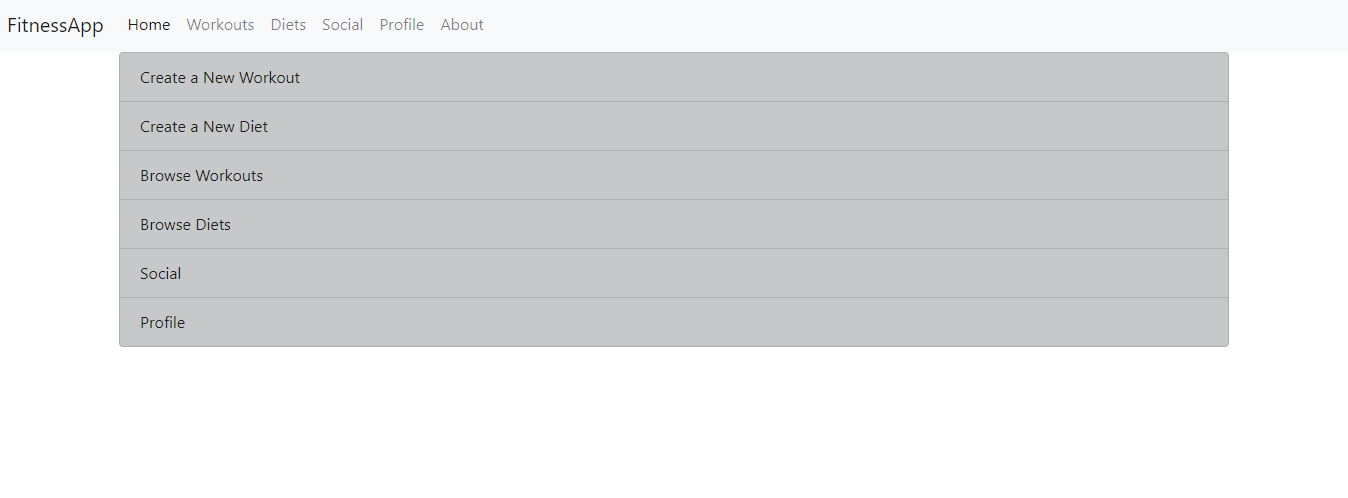 FitnessApp Home Workouts Diets Social Profile About
Create a New Workout
Create a New Diet
Browse Workouts
Browse Diets
Social
Profile